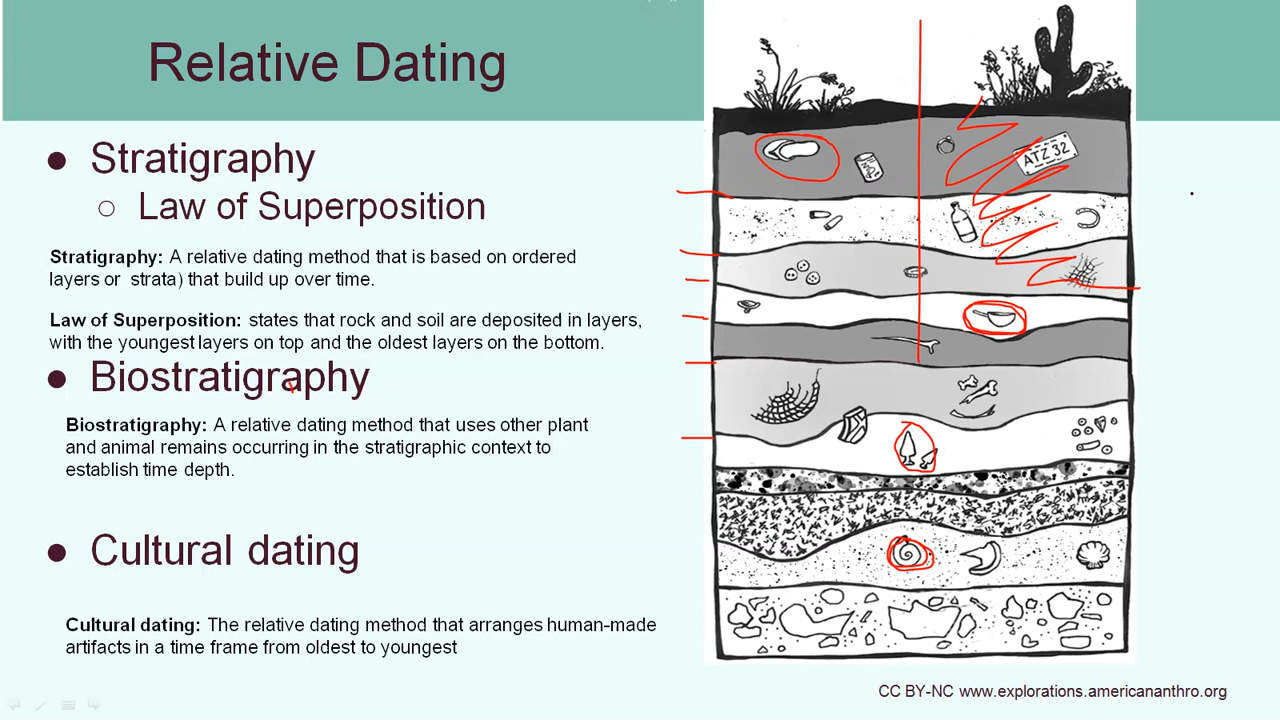 Relative Dating
● Stratigraphy
○ Law of Superposition
Stratigraphy: A relative dating method that is based on ordered
layers or strata) that build up over time.
Law of Superposition: states that rock and soil are deposited in layers,
with the youngest layers on top and the oldest layers on the bottom.
● Biostratigraphy
Biostratigraphy: A relative dating method that uses other plant
and animal remains occurring in the stratigraphic context to
establish time depth.
● Cultural dating
Cultural dating: The relative dating method that arranges human-made
artifacts in a time frame from oldest to youngest
ATZ 32
CC BY-NC www.explorations.americananthro.org